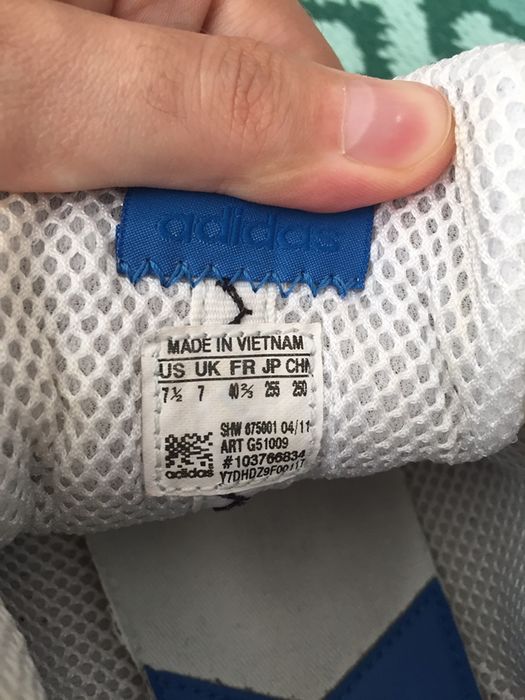 adidas
MADE IN VIETNAM
US UK FR JP CHN
7½ 7 40⅔ 255 250
SHW 675001 04/11
ART G51009
#103766834
adidas Y7DHDZ9F00117